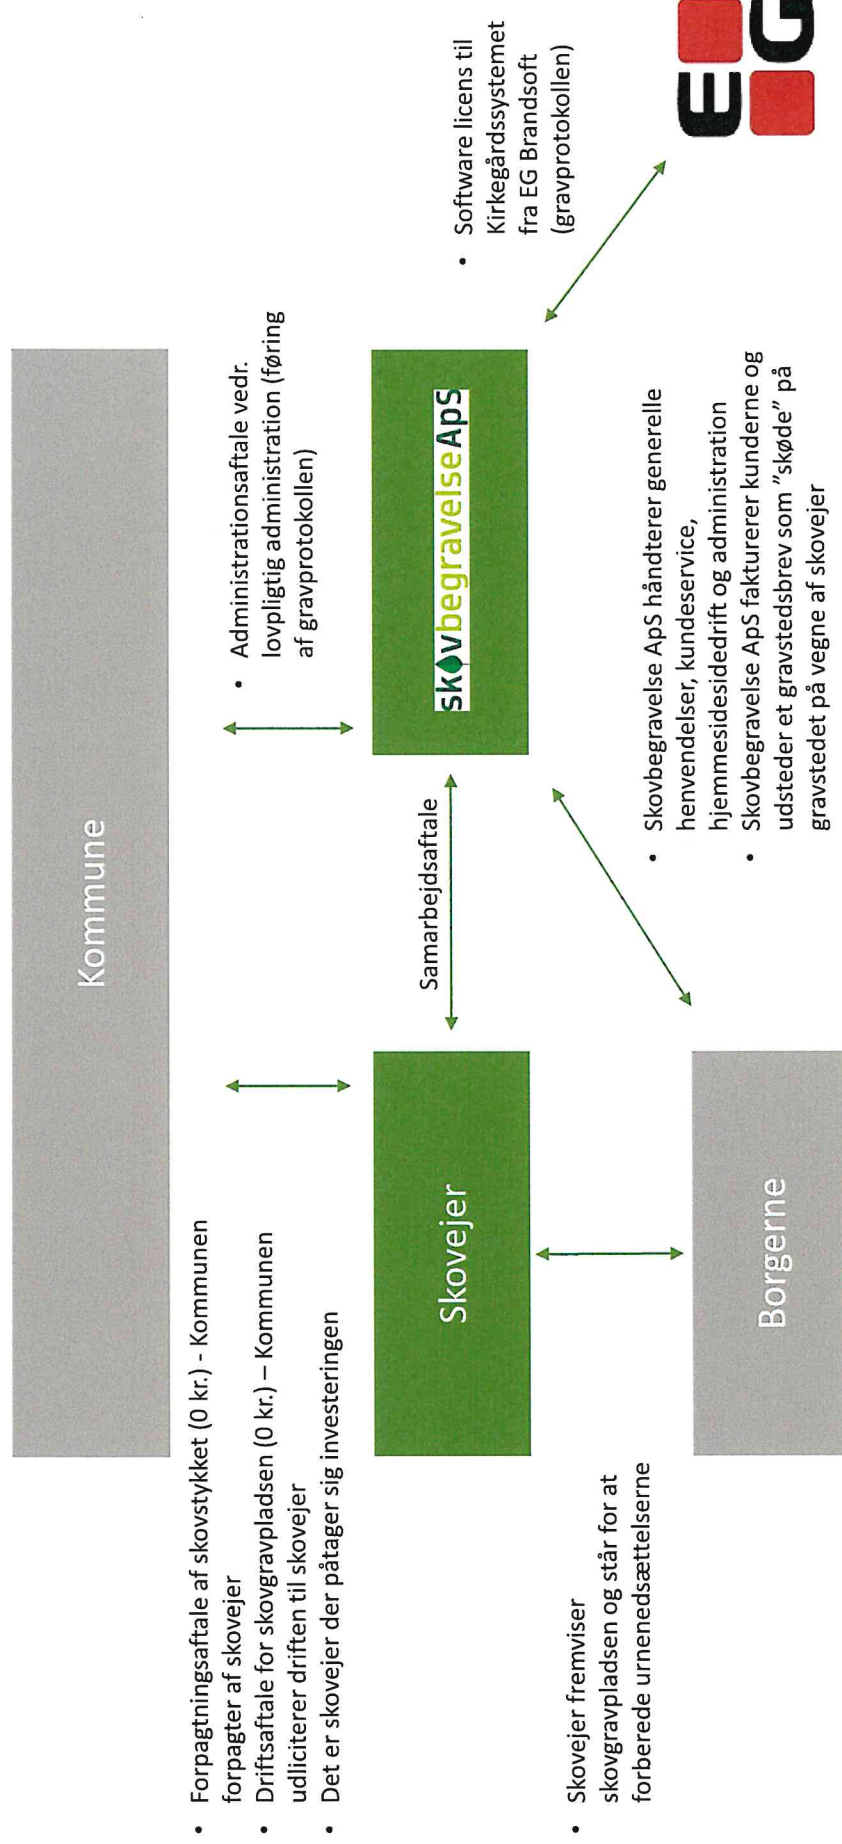 Kommune
• Forpagtningsaftale af skovstykket (0 kr.) - Kommunen
forpagter af skovejer
• Driftsaftale for skovgravpladsen (0 kr.) – Kommunen
udliciterer driften til skovejer
• Det er skovejer der påtager sig investeringen
• Administrationsaftale vedr.
lovpligtig administration (føring
af gravprotokollen)
Skovejer
Samarbejdsaftale
skovbegravelse ApS
• Software licens til
Kirkegårdssystemet
fra EG Brandsoft
(gravprotokollen)
• Skovejer fremviser
skovgravpladsen og står for at
forberede urnenedsættelserne
Borgerne
• Skovbegravelse ApS håndterer generelle
henvendelser, kundeservice,
hjemmesidesidedrift og administration
• Skovbegravelse ApS fakturerer kunderne og
udsteder et gravstedsbrev som ”skøde” på
gravstedet på vegne af skovejer
E
G